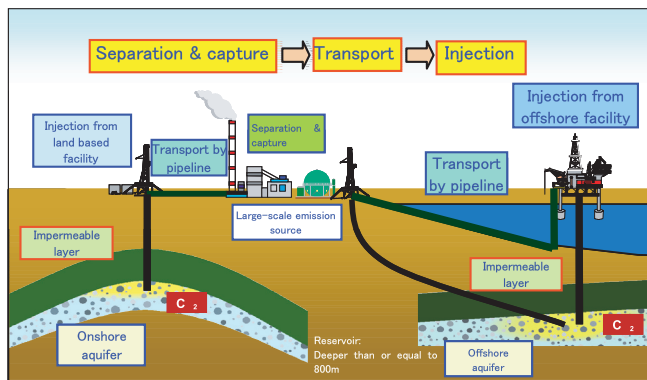 Separation & capture
Transport
Injection
Injection from
land based
facility
Transport by
pipeline
Separation &
capture
Injection from
offshore facility
Transport
by pipeline
Large-scale emission
source
Impermeable
layer
Impermeable
layer
C 2
C 2
Onshore
aquifer
Reservoir:
Deeper than or equal to
800m
Offshore
aquifer